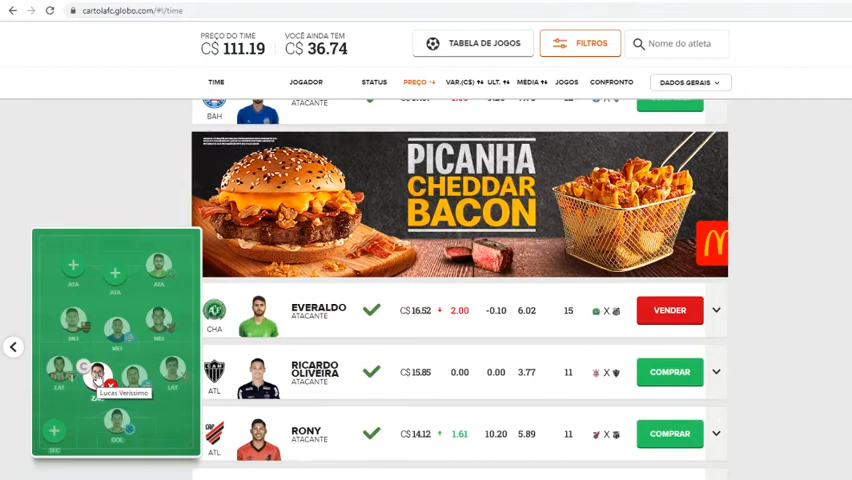 cartolafc.globo.com/#!/time
PREÇO DO TIME
C$ 111.19
VOCÊ AINDA TEM
C$ 36.74
TABELA DE JOGOS
FILTROS
Nome do atleta
TIME JOGADOR STATUS PREÇO VAR.(C$) ULT. MÉDIA JOGOS CONFRONTO DADOS GERAIS
BAH ATACANTE
PICANHA
CHEDDAR
BACON
EVERALDO
ATACANTE
CHA
C$ 16.52 2.00 -0.10 6.02 15 X VENDER
RICARDO
OLIVEIRA
ATACANTE
ATL
C$ 15.85 0.00 0.00 3.77 11 X COMPRAR
RONY
ATACANTE
ATL
C$ 14.12 1.61 10.20 5.89 11 X COMPRAR
ATA ATA ATA
MEI MEI MEI
LAT LAT
C
Lucas Veríssimo
GOL
SEC